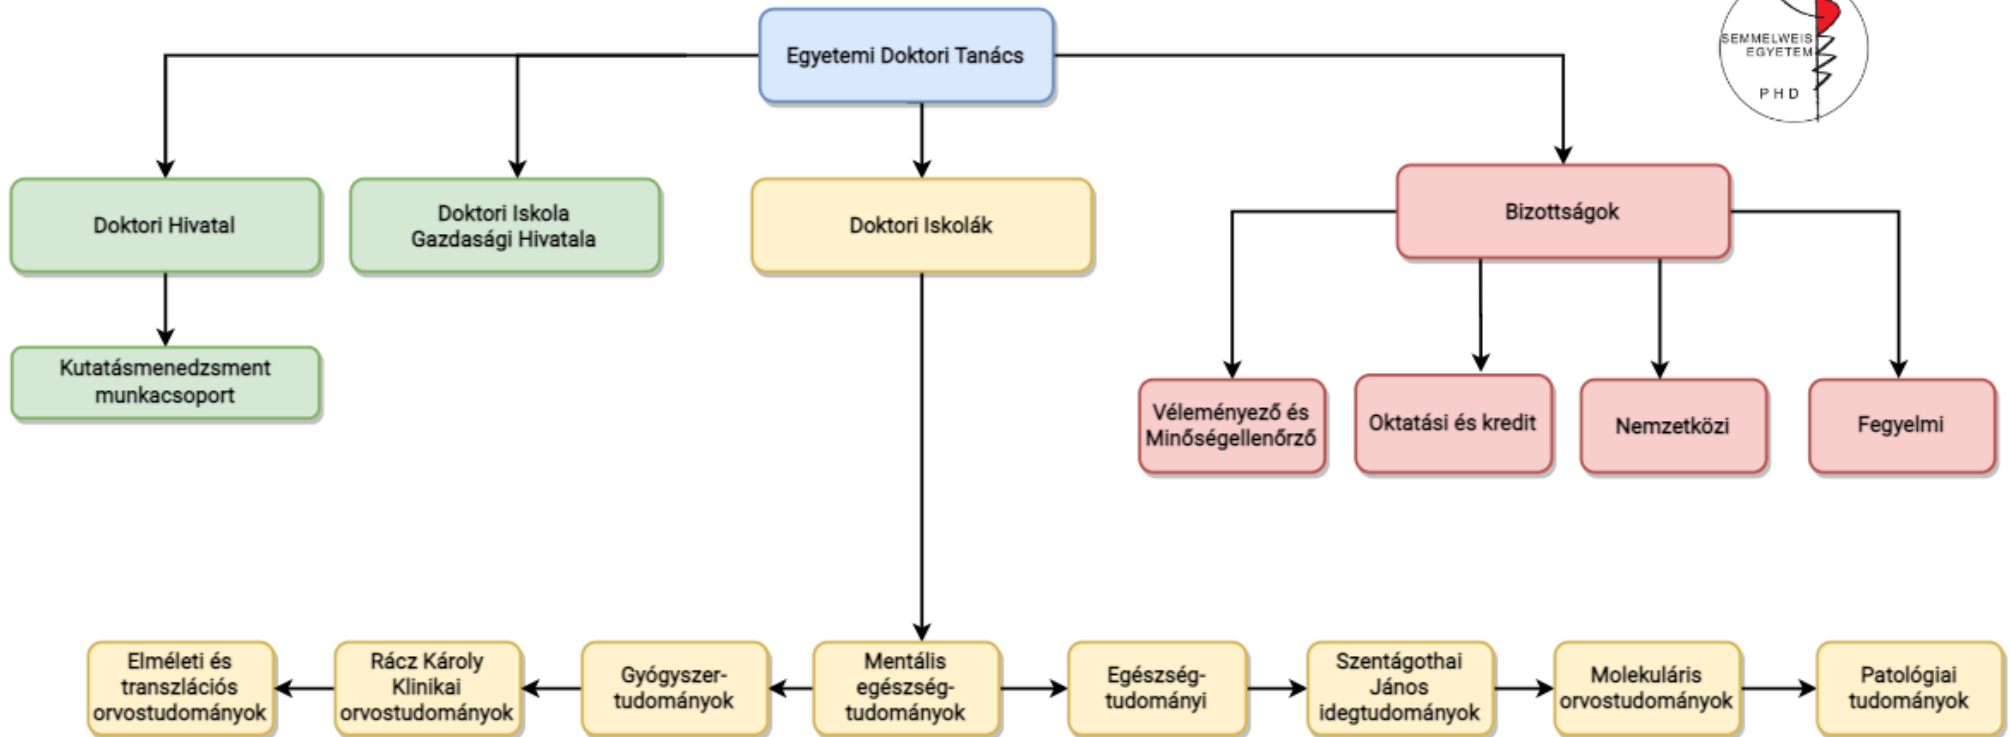 Egyetemi Doktori Tanács
SEMMELWEIS
EGYETEM
PHD
Doktori Hivatal
Doktori Iskola
Gazdasági Hivatala
Doktori Iskolák
Bizottságok
Kutatásmenedzsment
munkacsoport
Véleményező és
Minőségellenőrző
Oktatási és kredit
Nemzetközi
Fegyelmi
Elméleti és
transzlációs
orvostudományok
Rácz Károly
Klinikai
orvostudományok
Gyógyszer-
tudományok
Mentális
egészség-
tudományok
Egészség-
tudományi
Szentágothai
János
idegtudományok
Molekuláris
orvostudományok
Patológiai
tudományok